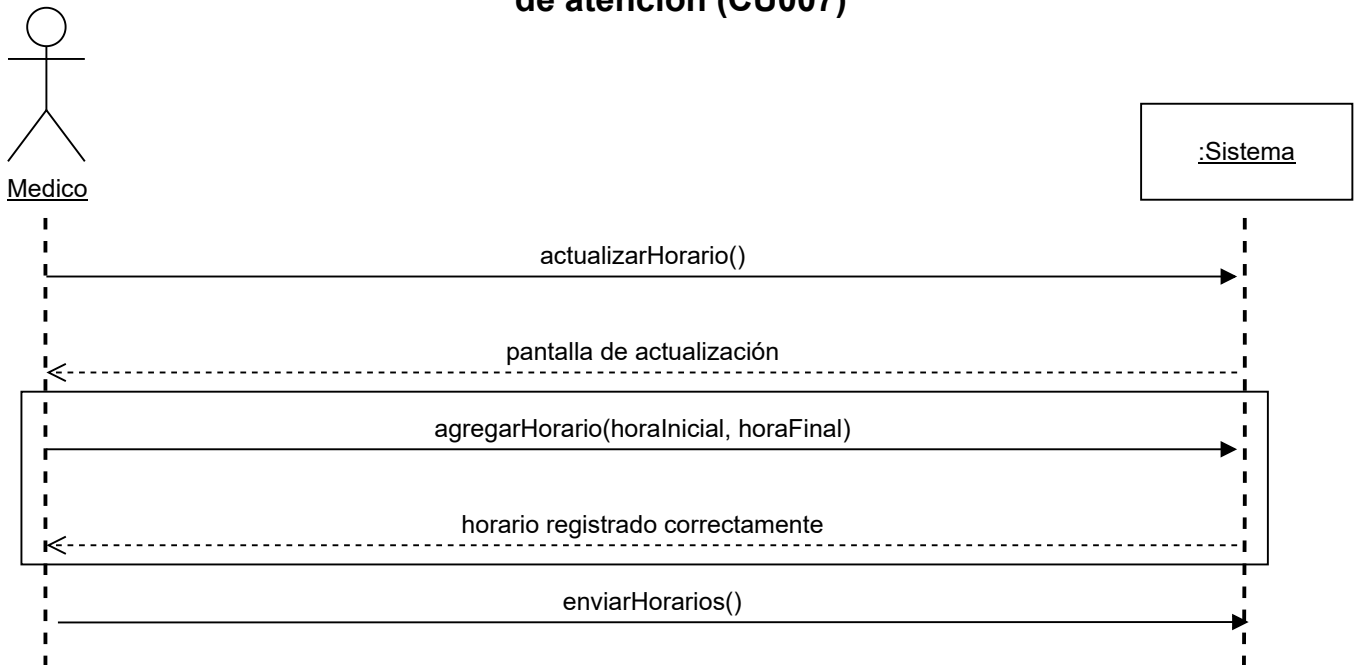 de atención (CU007)
:Sistema
Medico
actualizarHorario()
pantalla de actualización
agregarHorario(horaInicial, horaFinal)
horario registrado correctamente
enviarHorarios()